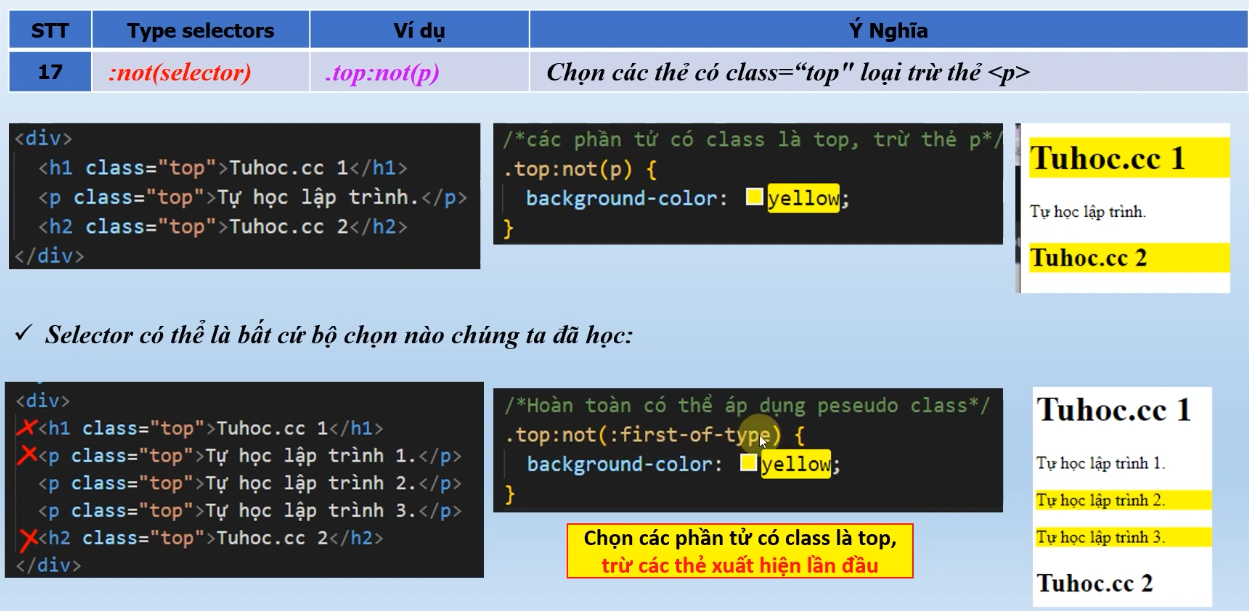 STT Type selectors Ví dụ Ý Nghĩa
17 :not(selector) .top:not(p) Chọn các thẻ có class=“top" loại trừ thẻ <p>
<div>
<h1 class="top">Tuhoc.cc 1</h1>
<p class="top">Tự học lập trình.</p>
<h2 class="top">Tuhoc.cc 2</h2>
</div>
/*các phần tử có class là top, trừ thẻ p*/
.top:not(p) {
background-color: yellow;
}
Tuhoc.cc 1
Tự học lập trình.
Tuhoc.cc 2
✓ Selector có thể là bất cứ bộ chọn nào chúng ta đã học:
<div>
<h1 class="top">Tuhoc.cc 1</h1>
<p class="top">Tự học lập trình 1.</p>
<p class="top">Tự học lập trình 2.</p>
<p class="top">Tự học lập trình 3.</p>
<h2 class="top">Tuhoc.cc 2</h2>
</div>
/*Hoàn toàn có thể áp dụng peseudo class*/
.top:not(:first-of-type) {
background-color: yellow;
}
Chọn các phần tử có class là top,
trừ các thẻ xuất hiện lần đầu
Tuhoc.cc 1
Tự học lập trình 1.
Tự học lập trình 2.
Tự học lập trình 3.
Tuhoc.cc 2